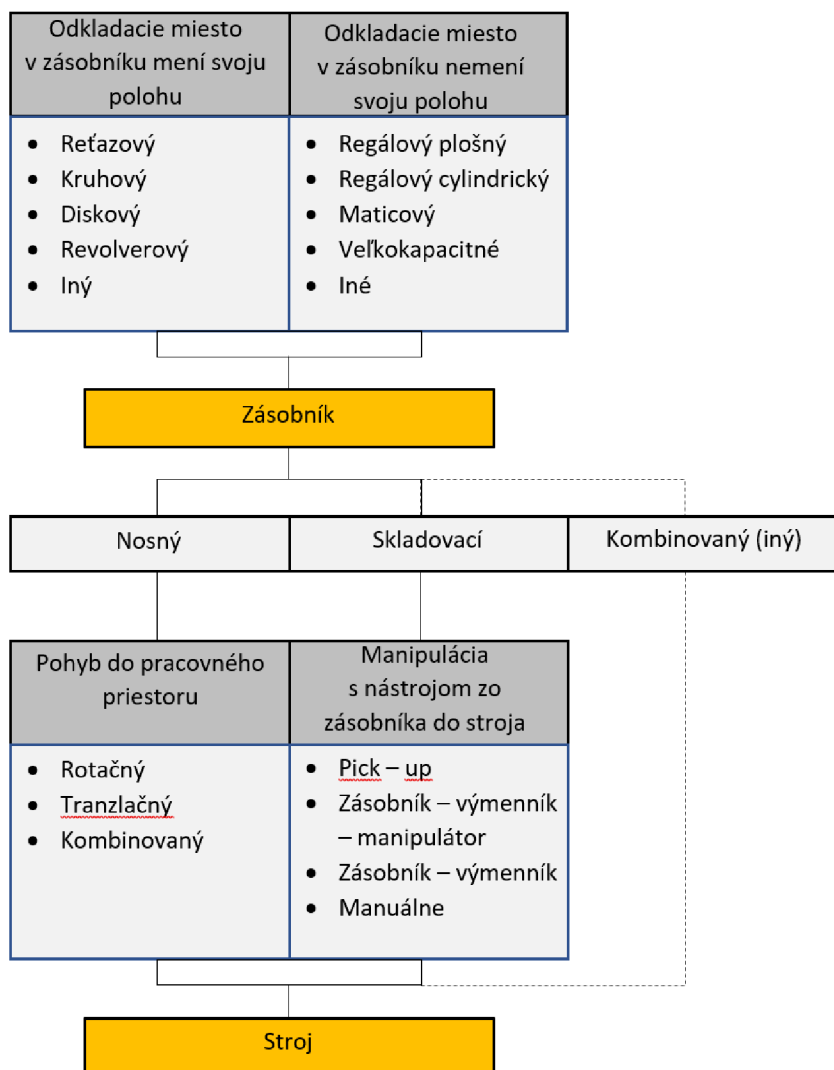 Odkladacie miesto
v zásobníku mení svoju
polohu
Odkladacie miesto
v zásobníku nemení
svoju polohu
• Reťazový
• Kruhový
• Diskový
• Revolverový
• Iný
• Regálový plošný
• Regálový cylindrický
• Maticový
• Veľkokapacitné
• Iné
Zásobník
Nosný
Skladovací
Kombinovaný (iný)
Pohyb do pracovného
priestoru
Manipulácia
s nástrojom zo
zásobníka do stroja
• Rotačný
• Tranzlačný
• Kombinovaný
• Pick – up
• Zásobník – výmenník
– manipulátor
• Zásobník – výmenník
• Manuálne
Stroj